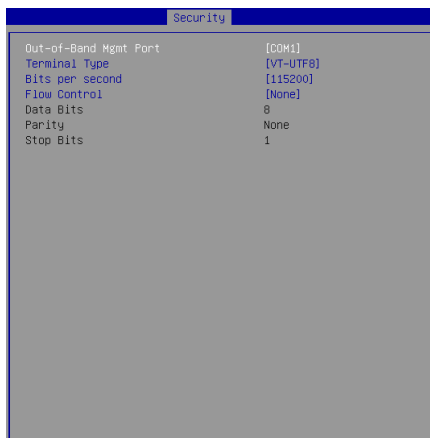 Security
Out-of-Band Mgmt Port [COM1]
Terminal Type [VT-UTF8]
Bits per second [115200]
Flow Control [None]
Data Bits 8
Parity None
Stop Bits 1